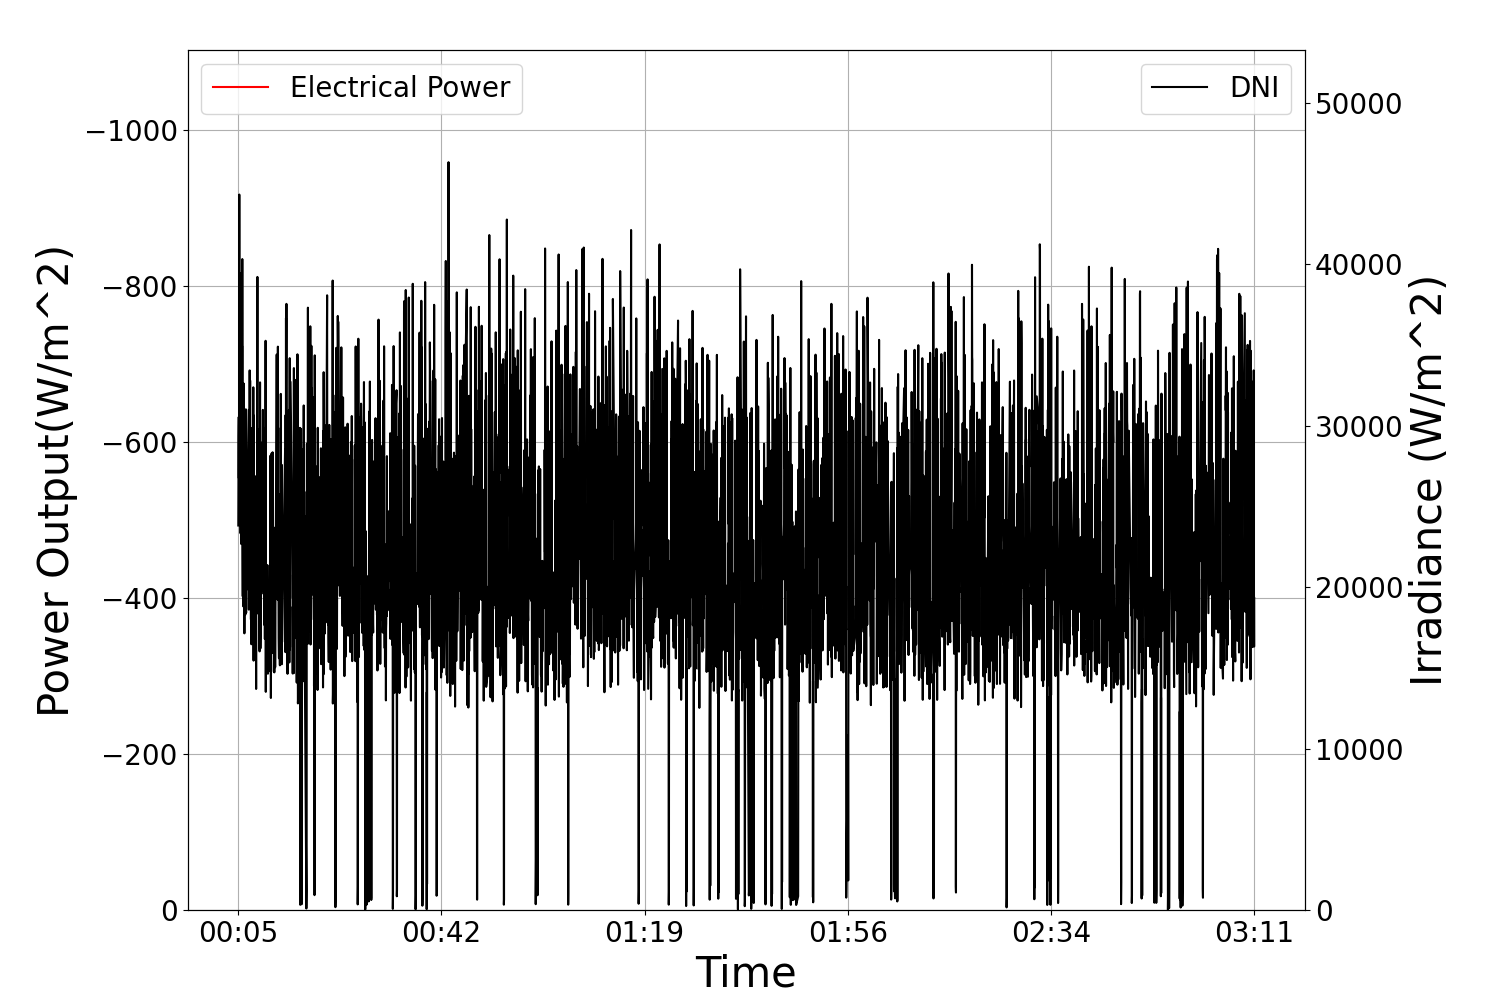 Electrical Power
DNI
−1000
−800
−600
−400
−200
0
Power Output(W/m^2)
50000
40000
30000
20000
10000
0
Irradiance (W/m^2)
00:05 00:42 01:19 01:56 02:34 03:11
Time